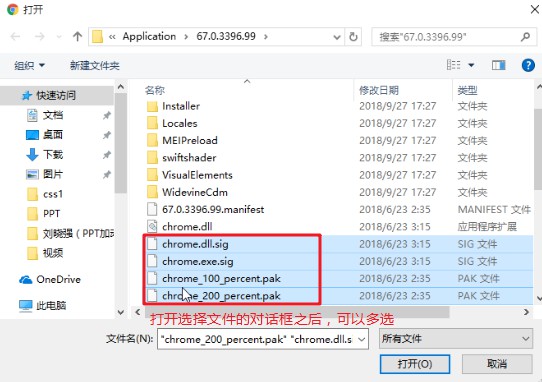 打开
« Application › 67.0.3396.99 › 搜索"67.0.3396.99"
组织 新建文件夹
名称 修改日期 类型
快速访问
文档
桌面
下载
图片
css1
PPT
刘晓强（PPT加动
视频
OneDrive
此电脑
Installer 2018/9/27 17:27 文件夹
Locales 2018/9/27 17:27 文件夹
MEIPreload 2018/9/27 17:27 文件夹
swiftshader 2018/9/27 17:27 文件夹
VisualElements 2018/9/27 17:27 文件夹
WidevineCdm 2018/9/27 17:27 文件夹
67.0.3396.99.manifest 2018/6/23 2:35 MANIFEST 文件
chrome.dll 2018/6/23 3:15 应用程序扩展
chrome.dll.sig 2018/6/23 3:15 SIG 文件
chrome.exe.sig 2018/6/23 3:15 SIG 文件
chrome_100_percent.pak 2018/6/23 2:35 PAK 文件
chrome_200_percent.pak 2018/6/23 2:35 PAK 文件
打开选择文件的对话框之后，可以多选
文件名(N): "chrome_200_percent.pak" "chrome.dll.si 所有文件
打开(O) 取消